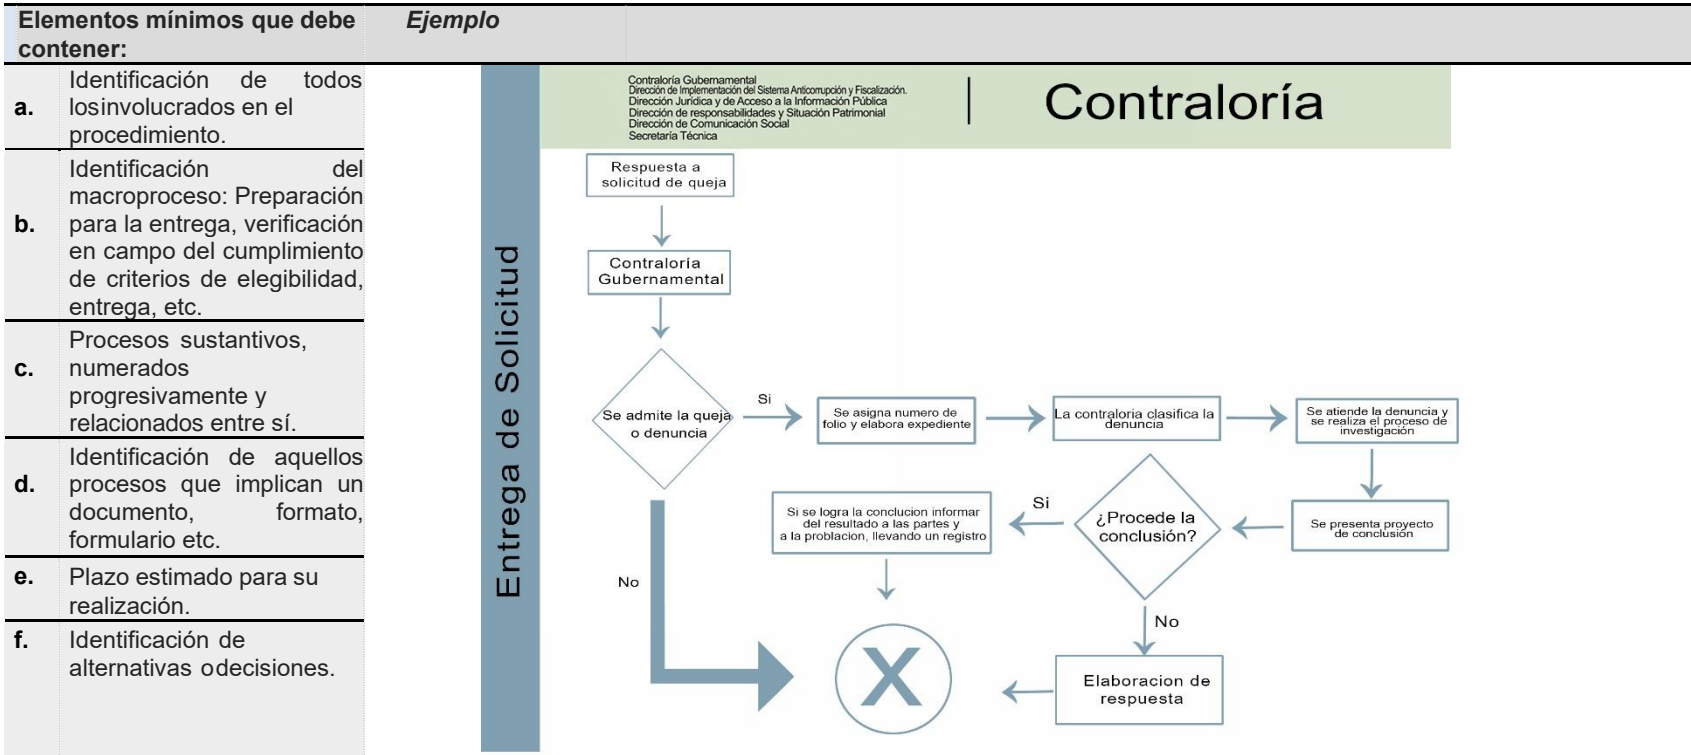 Elementos mínimos que debe
contener:
Ejemplo
a.
Identificación de todos
losinvolucrados en el
procedimiento.
b.
Identificación del
macroproceso: Preparación
para la entrega, verificación
en campo del cumplimiento
de criterios de elegibilidad,
entrega, etc.
c.
Procesos sustantivos,
numerados
progresivamente y
relacionados entre sí.
d.
Identificación de aquellos
procesos que implican un
documento, formato,
formulario etc.
e.
Plazo estimado para su
realización.
f.
Identificación de
alternativas odecisiones.
Entrega de Solicitud
Contraloría Gubernamental
Dirección de Implementación del Sistema Anticorrupción y Fiscalización.
Dirección Jurídica y de Acceso a la Información Pública
Dirección de responsabilidades y Situación Patrimonial
Dirección de Comunicación Social
Secretaría Técnica
Contraloría
Respuesta a
solicitud de queja
Contraloría
Gubernamental
Se admite la queja
o denuncia
Si
Se asigna numero de
folio y elabora expediente
La contraloria clasifica la
denuncia
Se atiende la denuncia y
se realiza el proceso de
investigación
Se presenta proyecto
de conclusión
¿Procede la
conclusión?
Si
Si se logra la conclucion informar
del resultado a las partes y
a la problacion, llevando un registro
No
No
Elaboracion de
respuesta
X